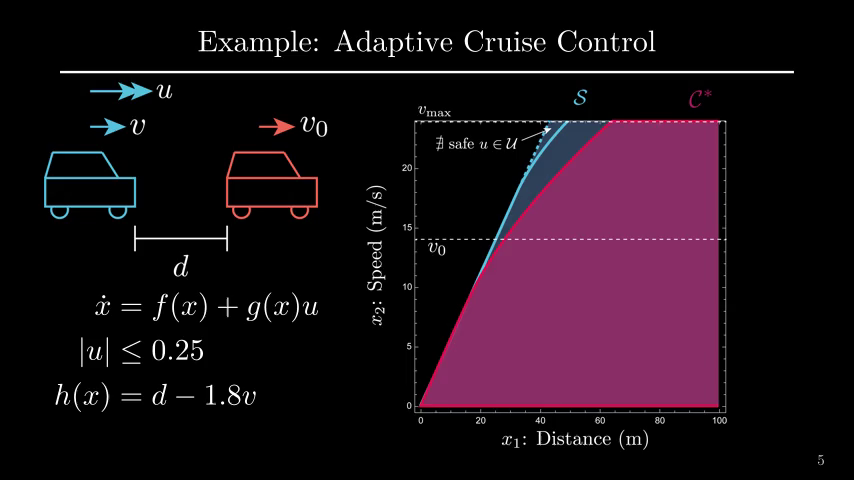 Example: Adaptive Cruise Control
u
v
v₀
d
ẋ = f(x) + g(x)u
|u| ≤ 0.25
h(x) = d − 1.8v
𝒮
𝒞*
v_max
∄ safe u ∈ 𝒰
v₀
20
15
10
5
0
x₂: Speed (m/s)
0 20 40 60 80 100
x₁: Distance (m)
5